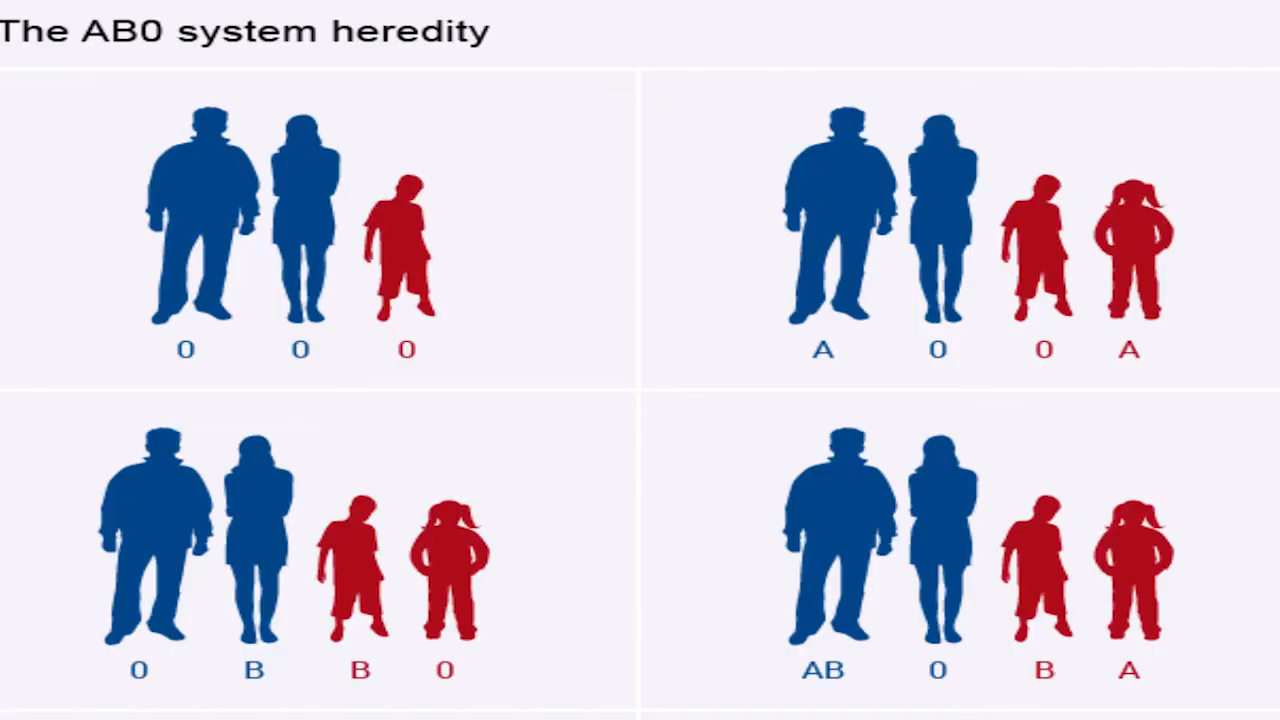 The AB0 system heredity
0 0 0
A 0 0 A
0 B B 0
AB 0 B A